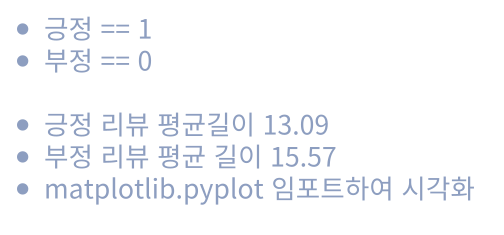 • 긍정 == 1
• 부정 == 0
• 긍정 리뷰 평균길이 13.09
• 부정 리뷰 평균 길이 15.57
• matplotlib.pyplot 임포트하여 시각화